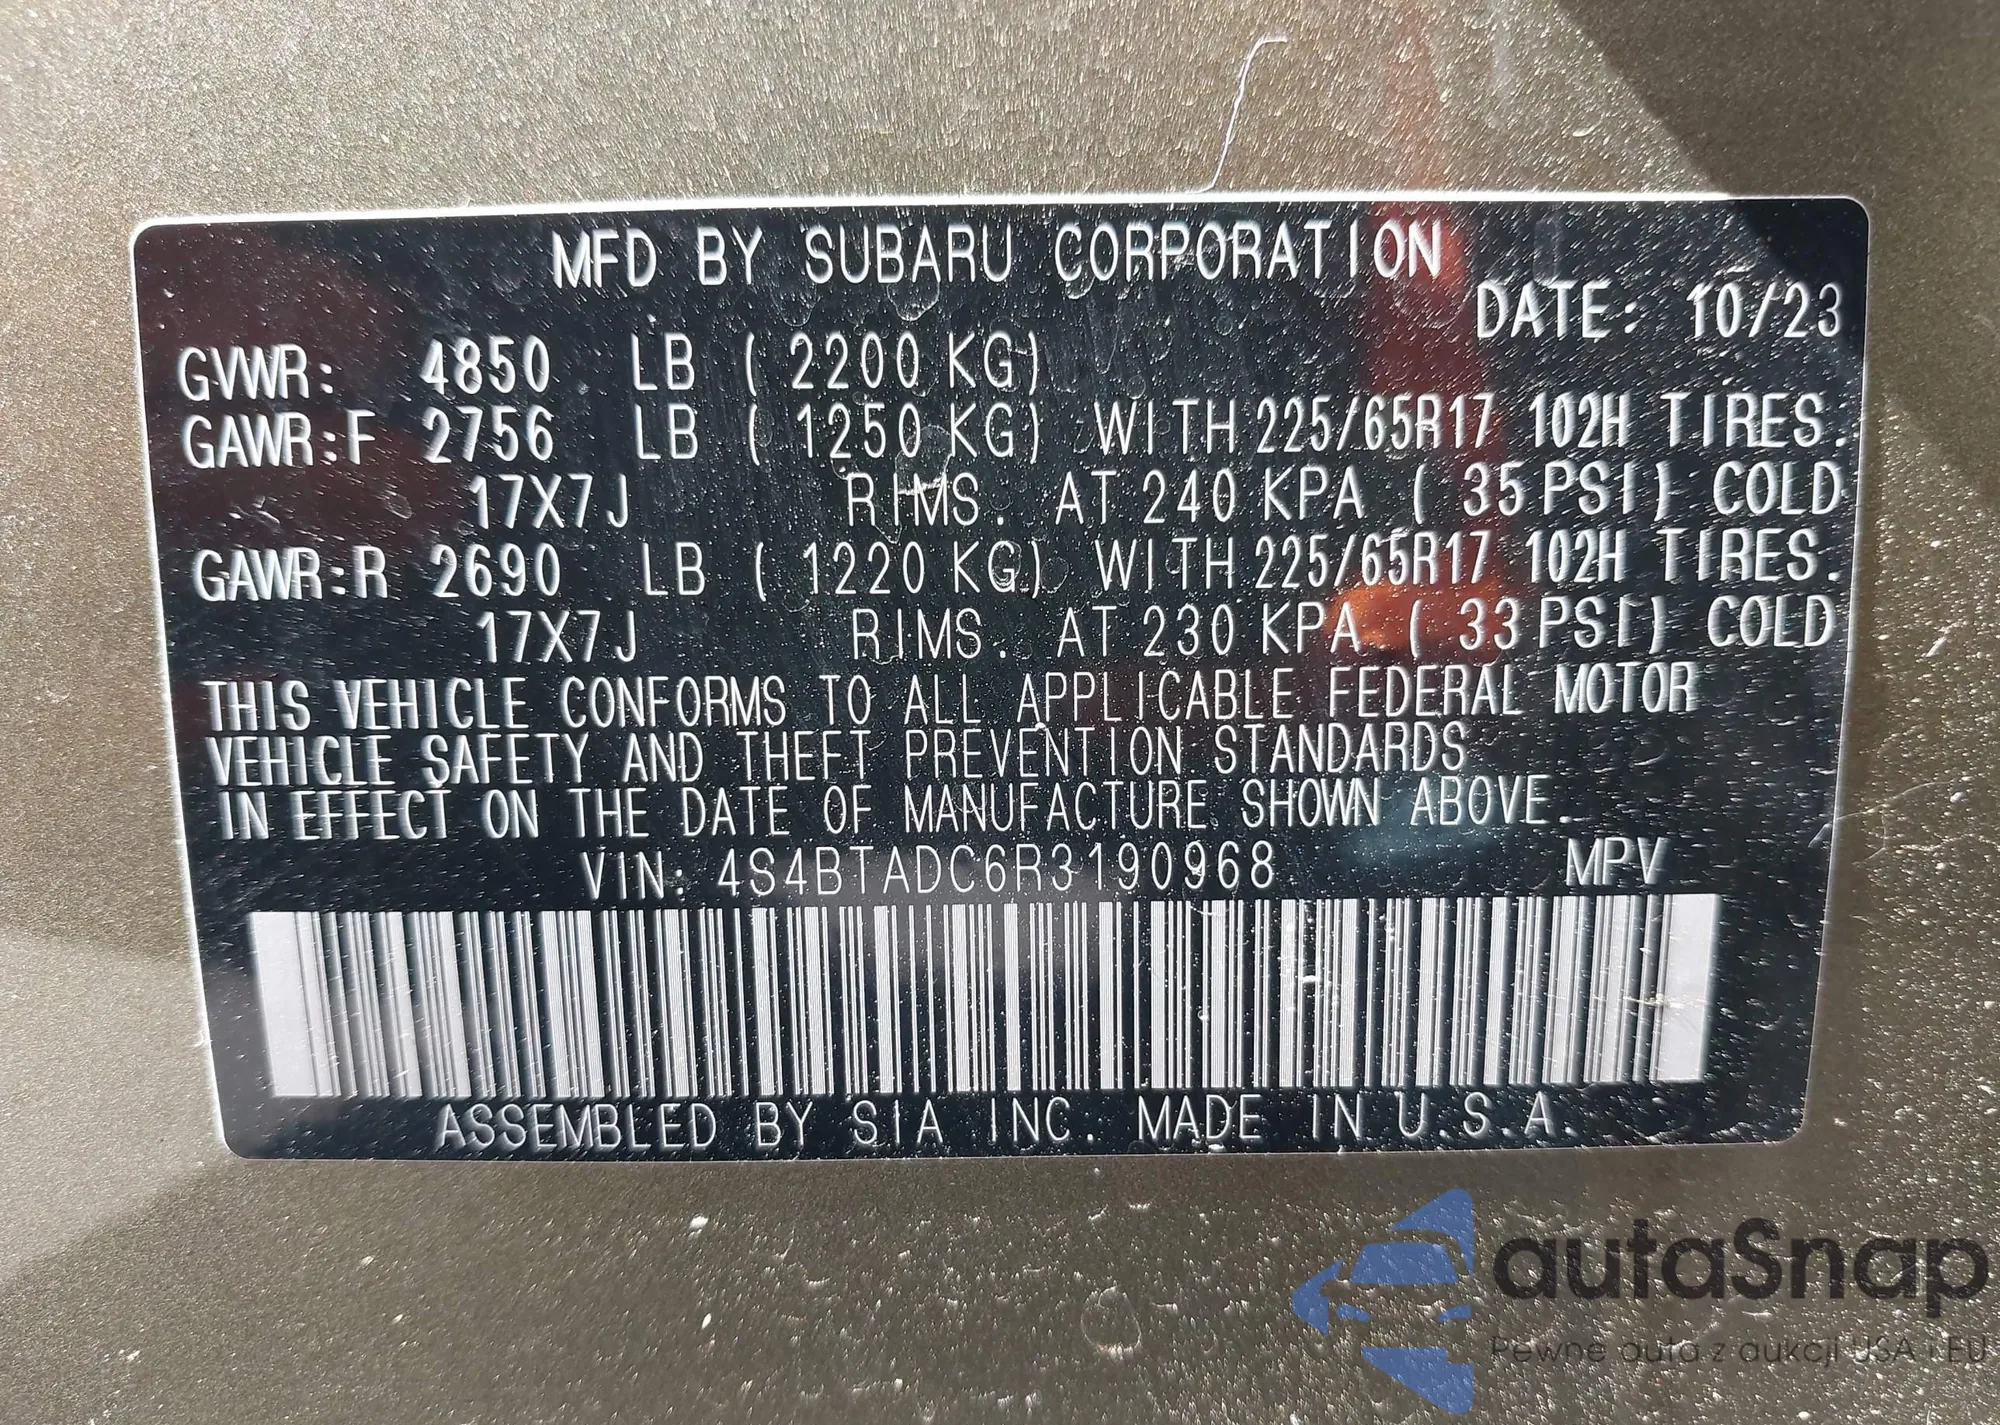 MFD BY SUBARU CORPORATION
DATE: 10/23
GVWR: 4850 LB ( 2200 KG)
GAWR:F 2756 LB ( 1250 KG) WITH 225/65R17 102H TIRES.
17X7J RIMS. AT 240 KPA ( 35 PSI) COLD
GAWR:R 2690 LB ( 1220 KG) WITH 225/65R17 102H TIRES.
17X7J RIMS. AT 230 KPA ( 33 PSI) COLD
THIS VEHICLE CONFORMS TO ALL APPLICABLE FEDERAL MOTOR
VEHICLE SAFETY AND THEFT PREVENTION STANDARDS
IN EFFECT ON THE DATE OF MANUFACTURE SHOWN ABOVE.
VIN: 4S4BTADC6R3190968 MPV
ASSEMBLED BY SIA INC. MADE IN U.S.A.
autaSnap
Pewne auta z aukcji USA i EU